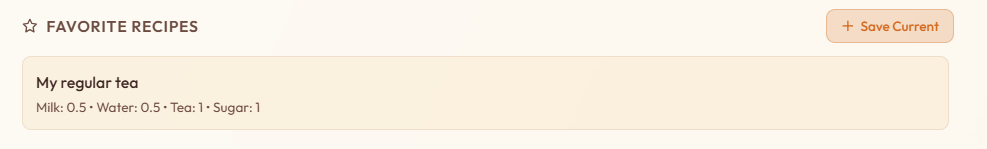 FAVORITE RECIPES
+ Save Current
My regular tea
Milk: 0.5 • Water: 0.5 • Tea: 1 • Sugar: 1